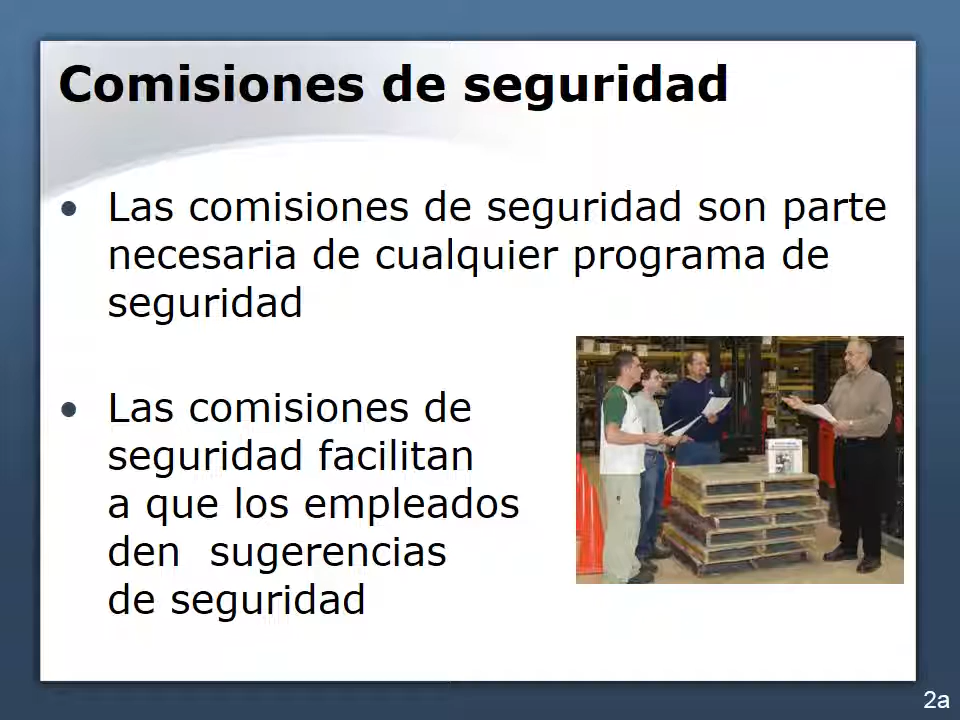 Comisiones de seguridad
• Las comisiones de seguridad son parte
necesaria de cualquier programa de
seguridad
• Las comisiones de
seguridad facilitan
a que los empleados
den  sugerencias
de seguridad
2a